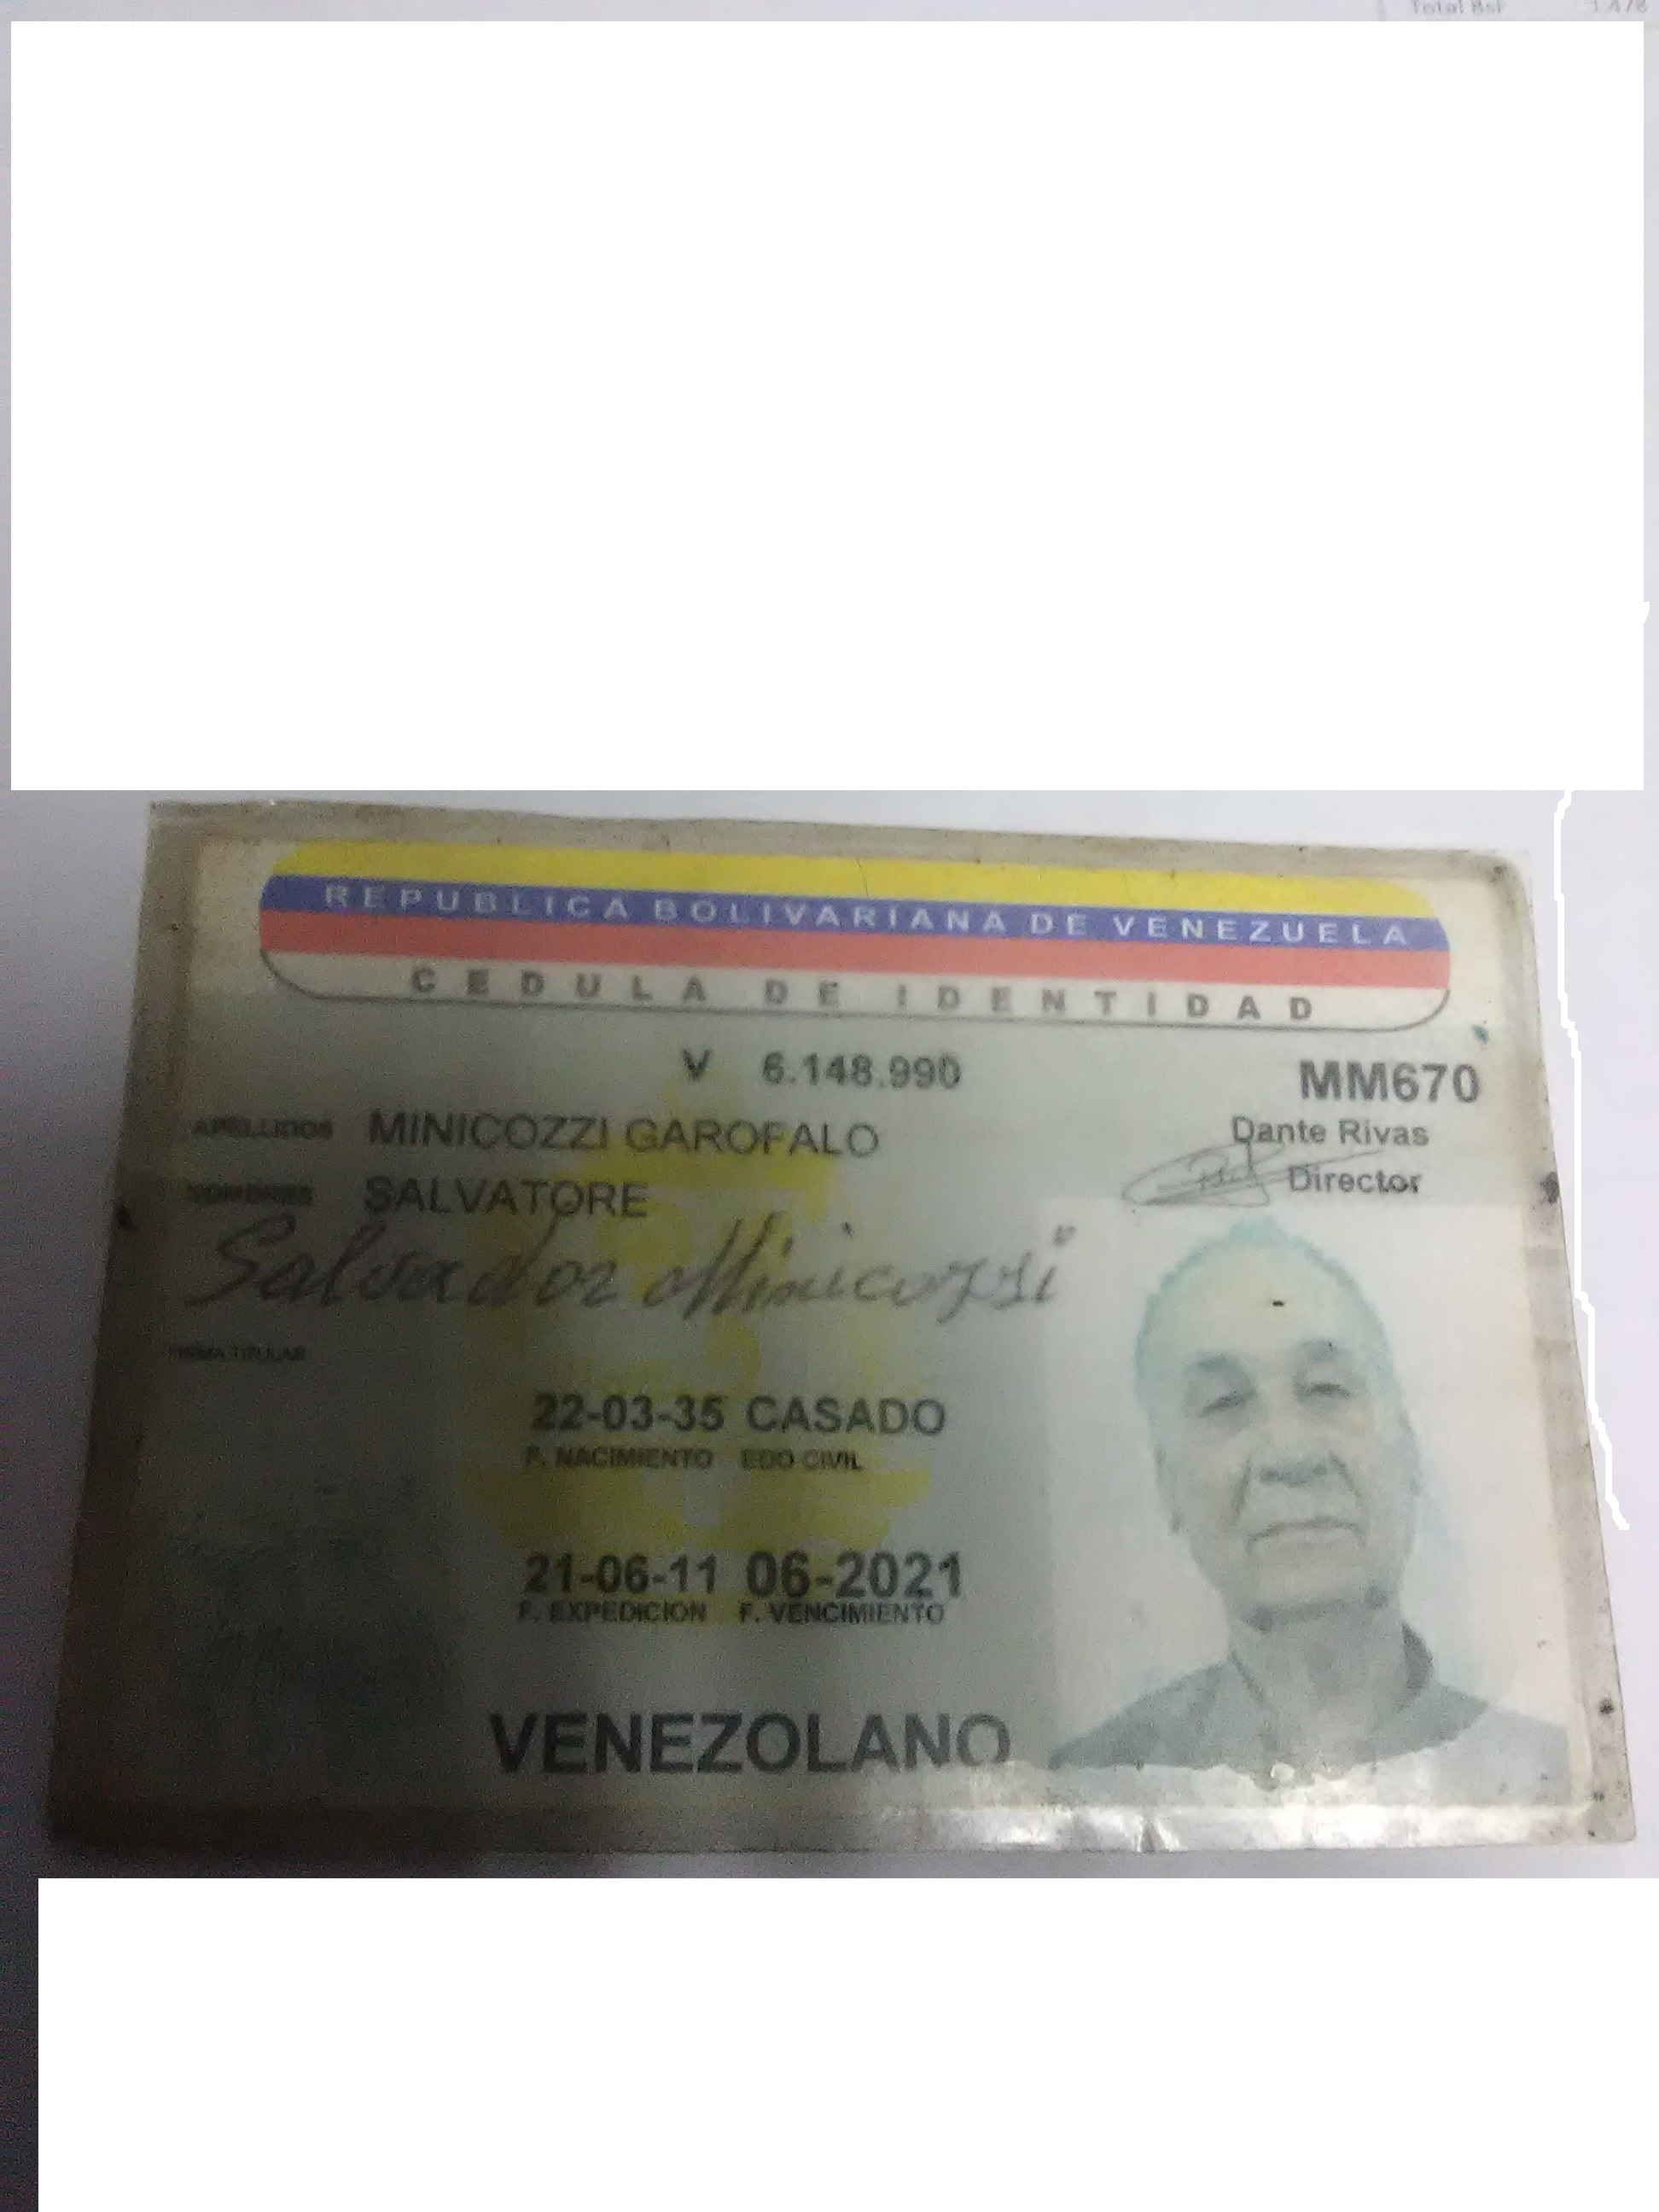 Total BsF 1.478
REPUBLICA BOLIVARIANA DE VENEZUELA
CEDULA DE IDENTIDAD
V 6.148.990
MM670
APELLIDOS MINICOZZI GAROFALO
Dante Rivas
NOMBRES SALVATORE
Director
Salvador Minicozzi
FIRMA TITULAR
22-03-35 CASADO
F. NACIMIENTO EDO CIVIL
21-06-11 06-2021
F. EXPEDICION F. VENCIMIENTO
VENEZOLANO